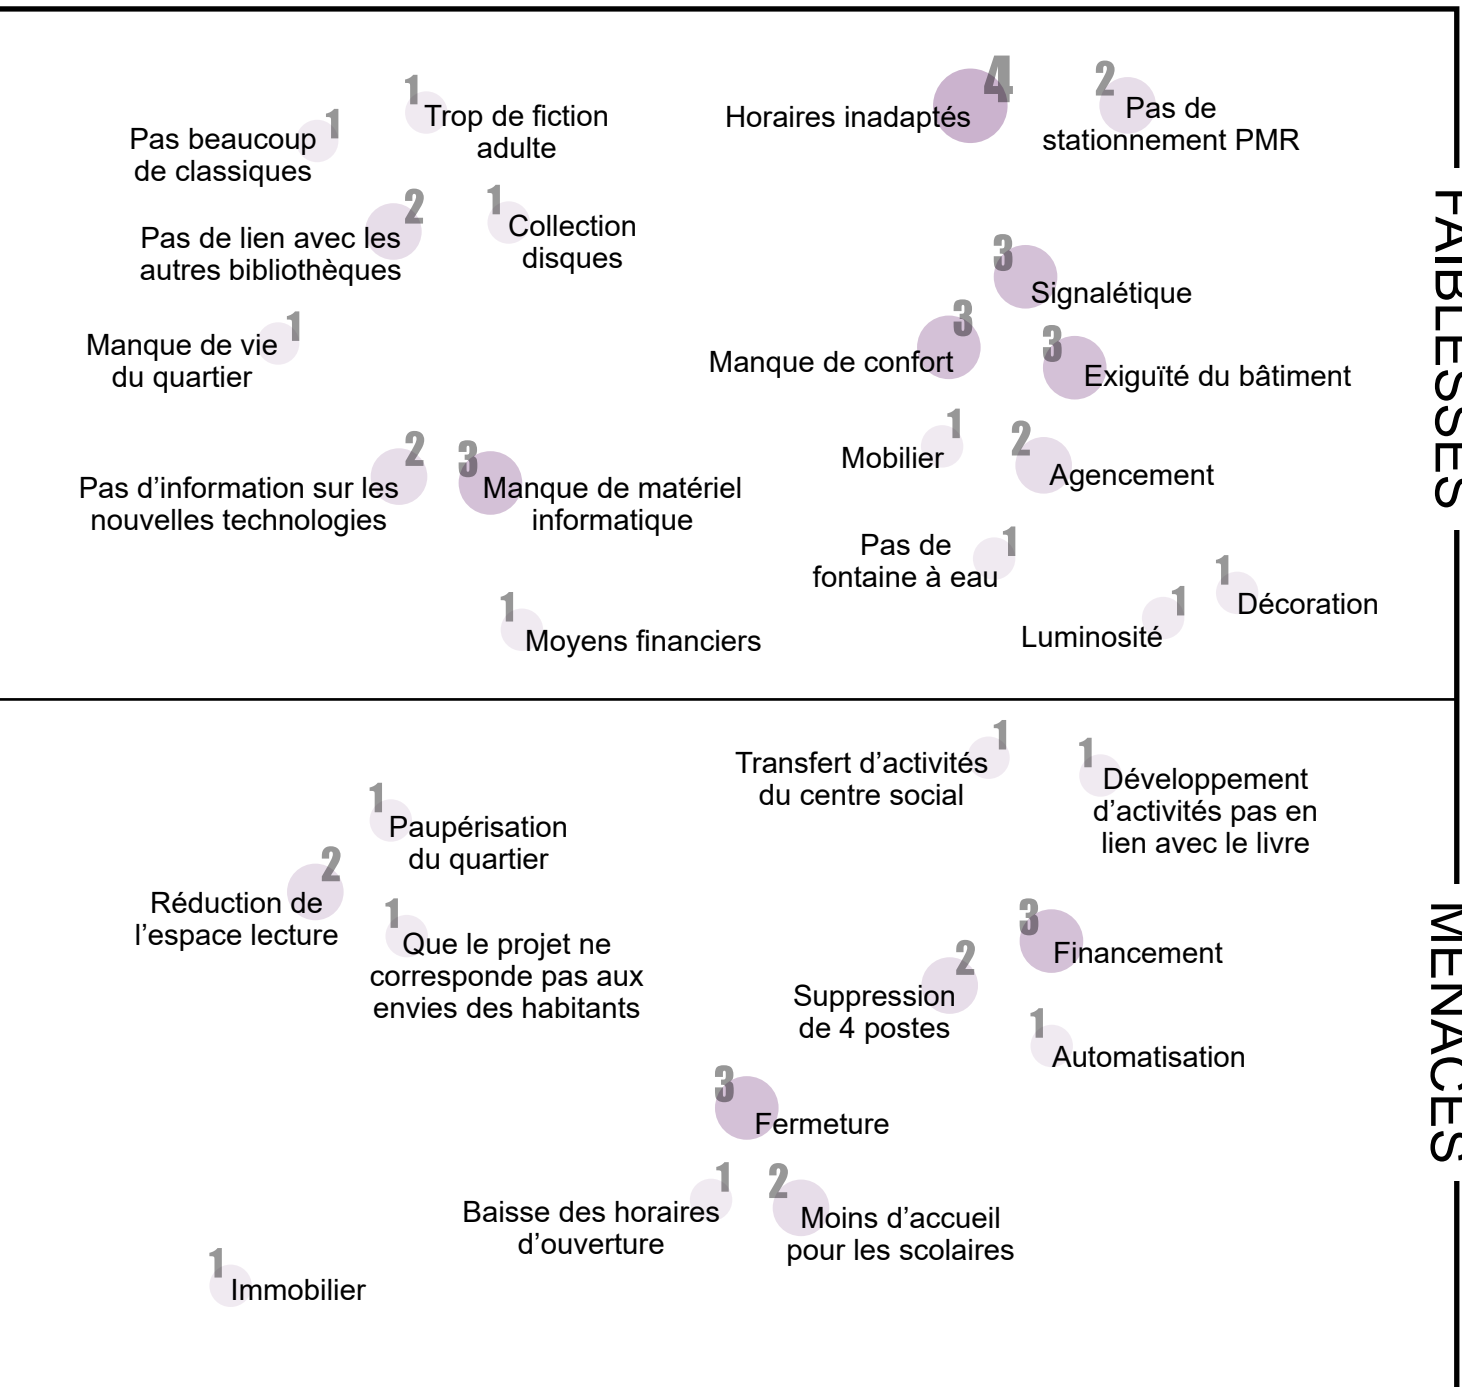 1
Trop de fiction
adulte
1
Pas beaucoup
de classiques
2
Pas de lien avec les
autres bibliothèques
1
Collection
disques
1
Manque de vie
du quartier
2
Pas d’information sur les
nouvelles technologies
3
Manque de matériel
informatique
1
Moyens financiers
4
Horaires inadaptés
2
Pas de
stationnement PMR
3
Signalétique
3
Manque de confort
3
Exiguïté du bâtiment
1
Mobilier
2
Agencement
1
Pas de
fontaine à eau
1
Décoration
1
Luminosité
FAIBLESSES
1
Transfert d’activités
du centre social
1
Développement
d’activités pas en
lien avec le livre
1
Paupérisation
du quartier
2
Réduction de
l’espace lecture
1
Que le projet ne
corresponde pas aux
envies des habitants
3
Financement
2
Suppression
de 4 postes
1
Automatisation
3
Fermeture
1
Baisse des horaires
d’ouverture
2
Moins d’accueil
pour les scolaires
1
Immobilier
MENACES